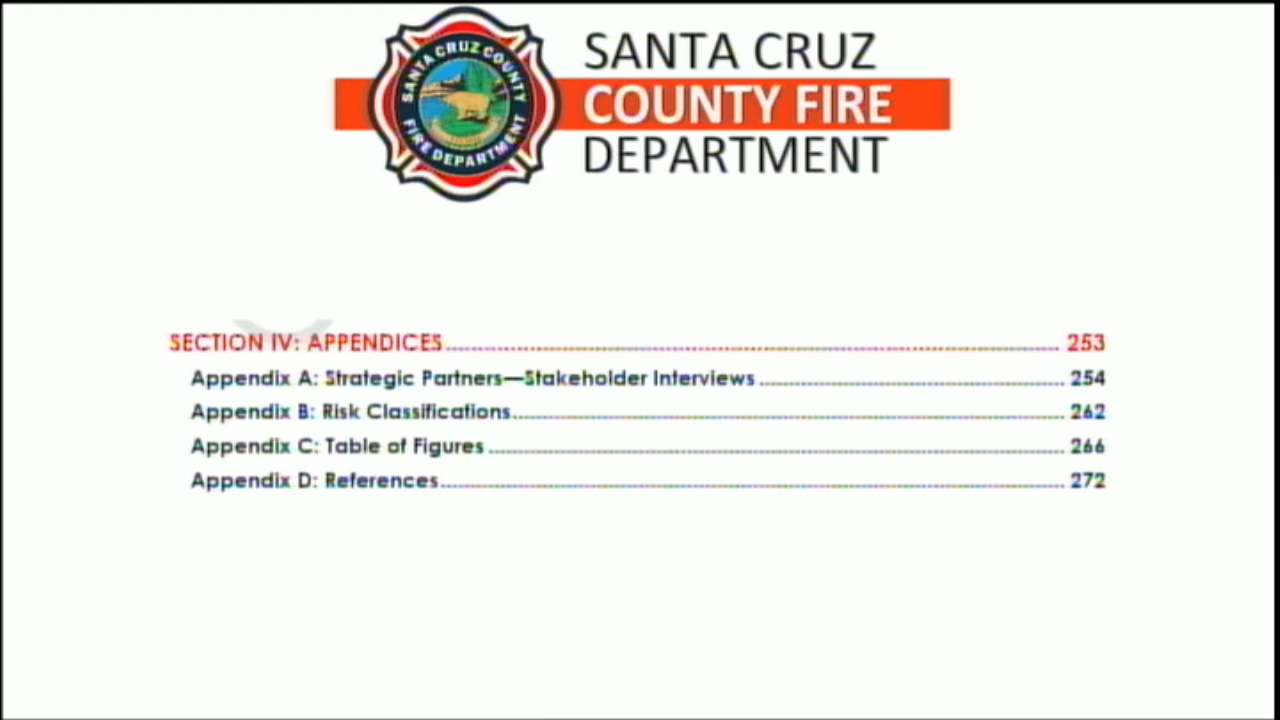 SANTA CRUZ COUNTY
FIRE DEPARTMENT
SANTA CRUZ
COUNTY FIRE
DEPARTMENT
SECTION IV: APPENDICES 253
Appendix A: Strategic Partners—Stakeholder Interviews 254
Appendix B: Risk Classifications 262
Appendix C: Table of Figures 266
Appendix D: References 272